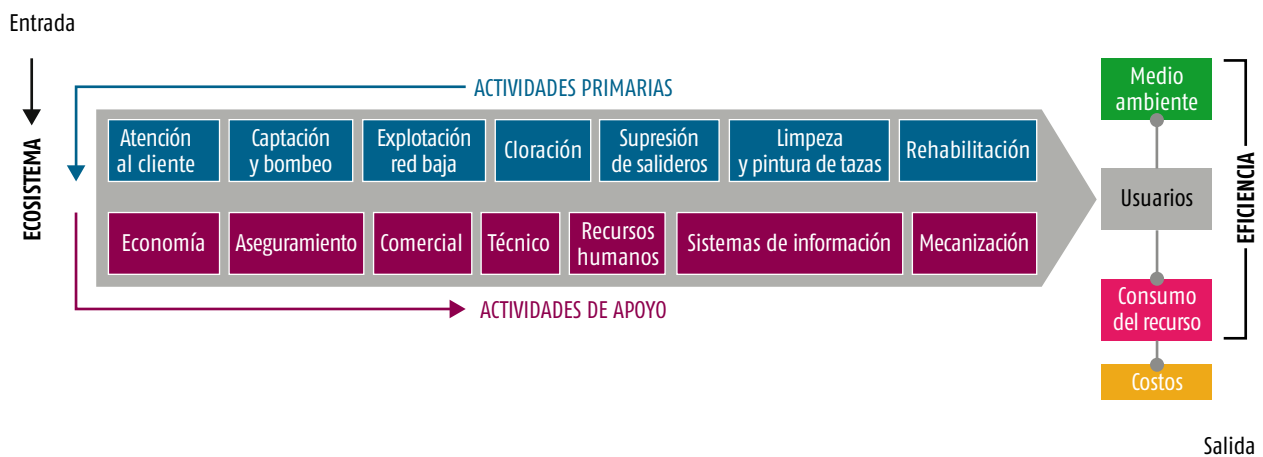 Entrada
ECOSISTEMA
ACTIVIDADES PRIMARIAS
Atención
al cliente
Captación
y bombeo
Explotación
red baja
Cloración
Supresión
de salideros
Limpeza
y pintura de tazas
Rehabilitación
Economía
Aseguramiento
Comercial
Técnico
Recursos
humanos
Sistemas de información
Mecanización
ACTIVIDADES DE APOYO
Medio
ambiente
Usuarios
Consumo
del recurso
Costos
EFICIENCIA
Salida